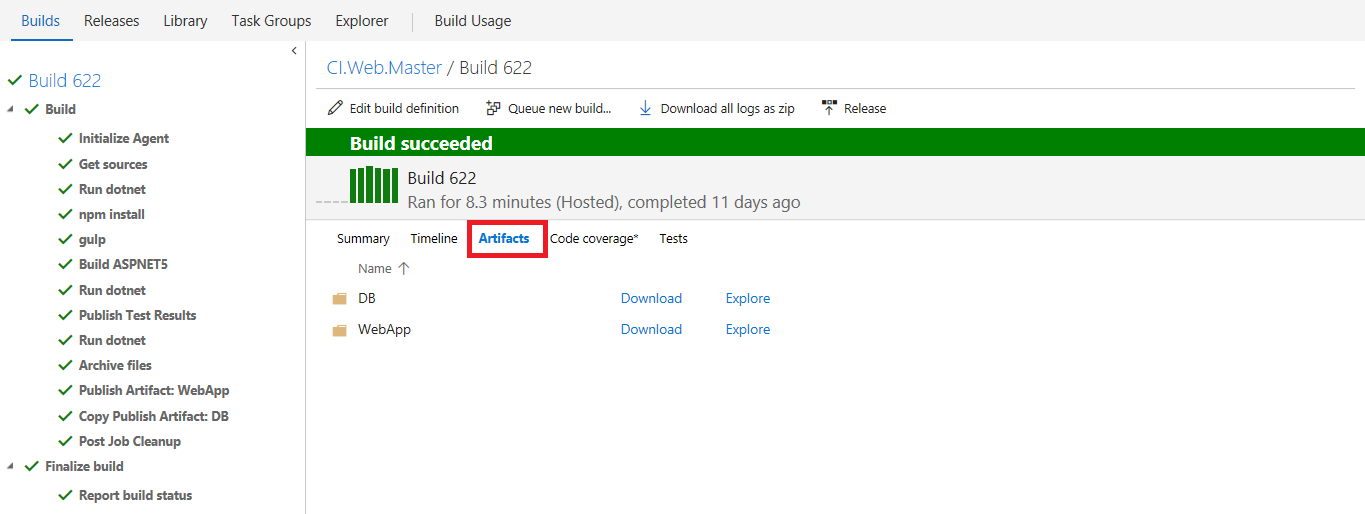 Builds Releases Library Task Groups Explorer Build Usage
Build 622
Build
Initialize Agent
Get sources
Run dotnet
npm install
gulp
Build ASPNET5
Run dotnet
Publish Test Results
Run dotnet
Archive files
Publish Artifact: WebApp
Copy Publish Artifact: DB
Post Job Cleanup
Finalize build
Report build status
CI.Web.Master / Build 622
Edit build definition Queue new build... Download all logs as zip Release
Build succeeded
Build 622
Ran for 8.3 minutes (Hosted), completed 11 days ago
Summary Timeline Artifacts Code coverage* Tests
Name
DB Download Explore
WebApp Download Explore